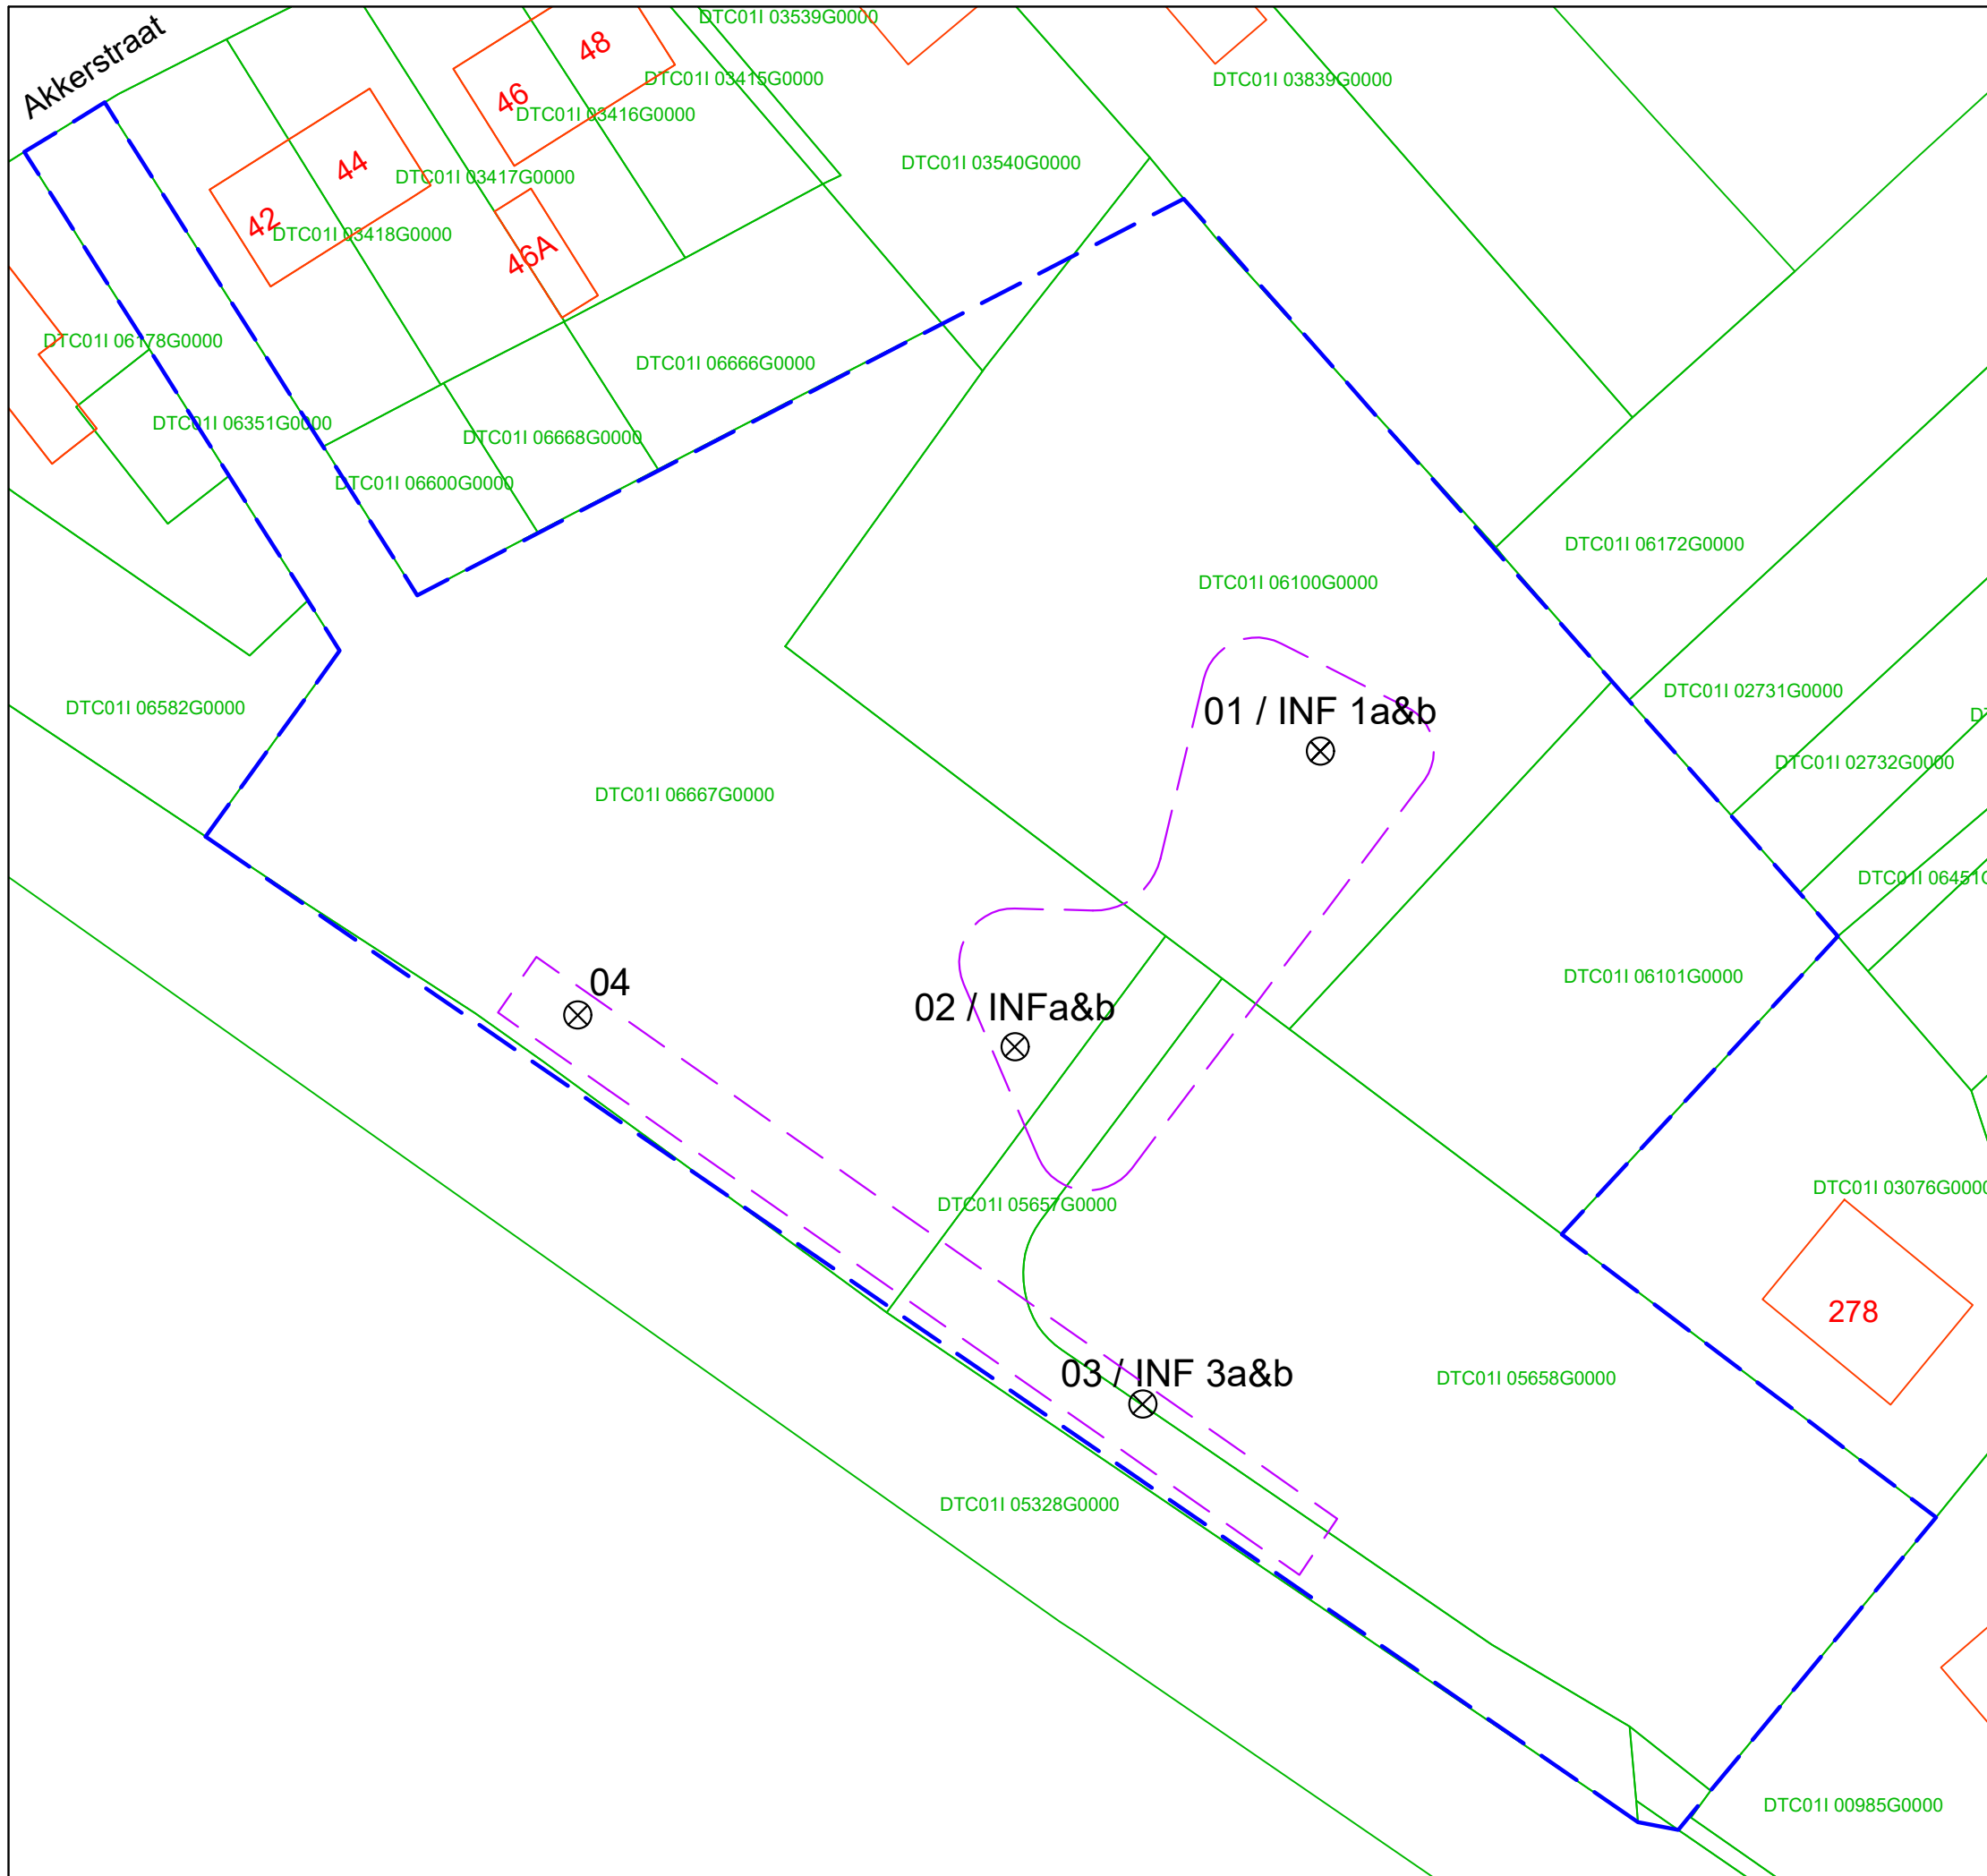 DTC01I 03539G0000
Akkerstraat
48
DTC01I 03415G0000
DTC01I 03839G0000
46
DTC01I 03416G0000
44
DTC01I 03540G0000
DTC01I 03417G0000
42
DTC01I 03418G0000
46A
DTC01I 06178G0000
DTC01I 06666G0000
DTC01I 06351G0000
DTC01I 06668G0000
DTC01I 06600G0000
DTC01I 06172G0000
DTC01I 06100G0000
DTC01I 02731G0000
DTC01I 06582G0000
01 / INF 1a&b
DTC01I 02732G0000
DTC01I 06667G0000
DTC01I 06451
DTC01I 06101G0000
04
02 / INFa&b
DTC01I 03076G0000
DTC01I 05657G0000
278
03 / INF 3a&b
DTC01I 05658G0000
DTC01I 05328G0000
DTC01I 00985G0000